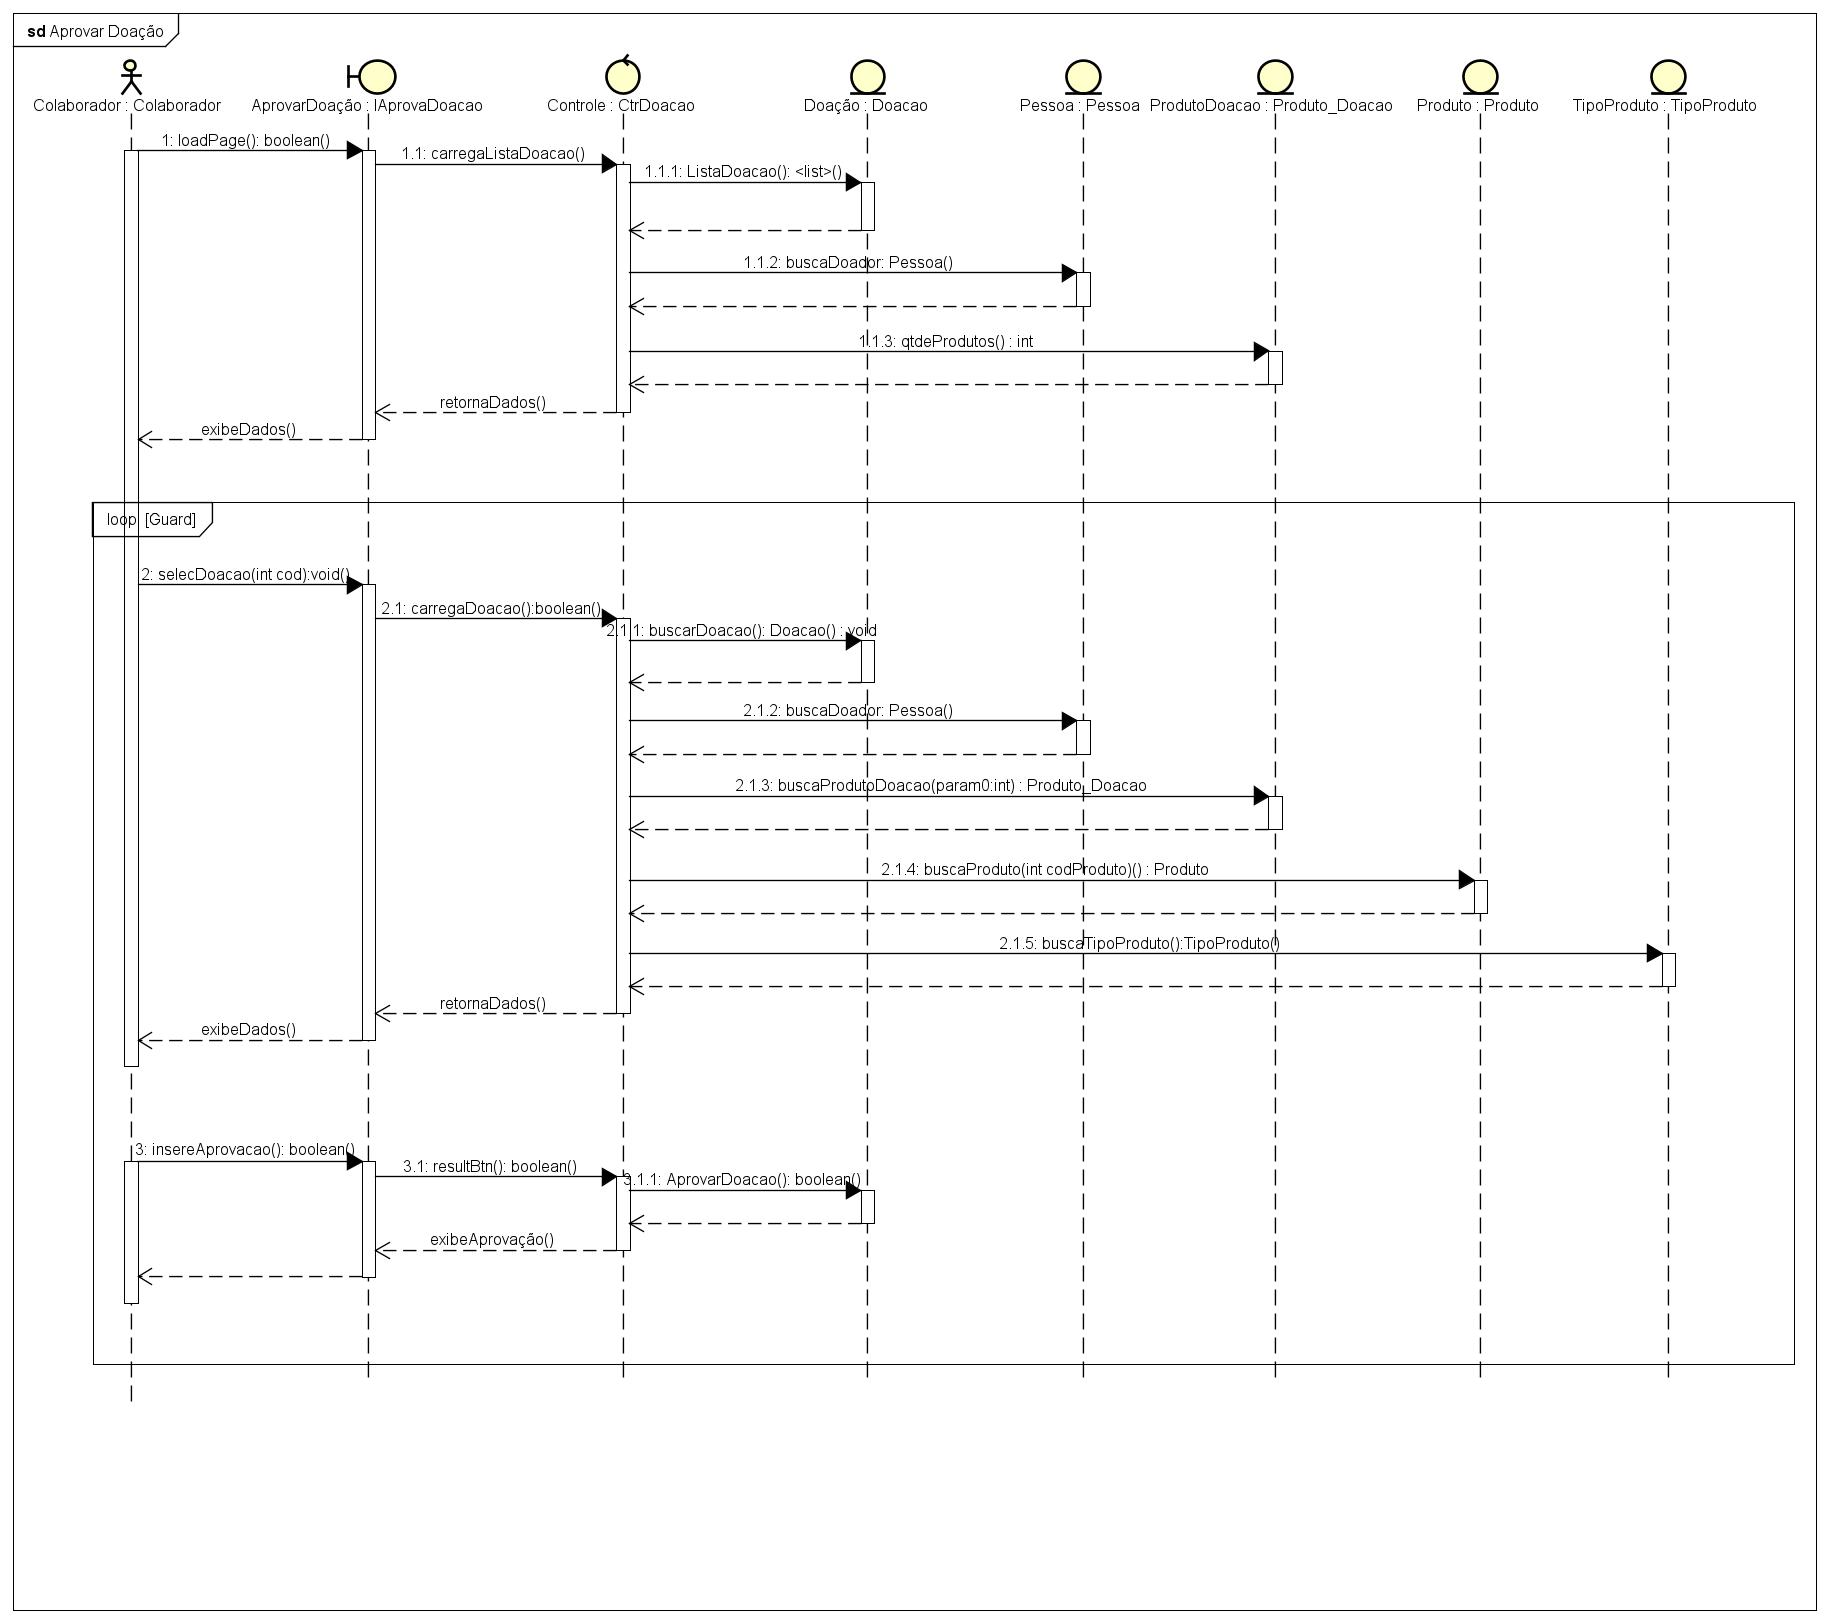 sd Aprovar Doação
Colaborador : Colaborador
AprovarDoação : IAprovaDoacao
Controle : CtrDoacao
Doação : Doacao
Pessoa : Pessoa
ProdutoDoacao : Produto_Doacao
Produto : Produto
TipoProduto : TipoProduto
1: loadPage(): boolean()
1.1: carregaListaDoacao()
1.1.1: ListaDoacao(): <list>()
1.1.2: buscaDoador: Pessoa()
1.1.3: qtdeProdutos() : int
retornaDados()
exibeDados()
loop [Guard]
2: selecDoacao(int cod):void()
2.1: carregaDoacao():boolean()
2.1.1: buscarDoacao(): Doacao() : void
2.1.2: buscaDoador: Pessoa()
2.1.3: buscaProdutoDoacao(param0:int) : Produto_Doacao
2.1.4: buscaProduto(int codProduto)() : Produto
2.1.5: buscaTipoProduto():TipoProduto()
retornaDados()
exibeDados()
3: insereAprovacao(): boolean()
3.1: resultBtn(): boolean()
3.1.1: AprovarDoacao(): boolean()
exibeAprovação()